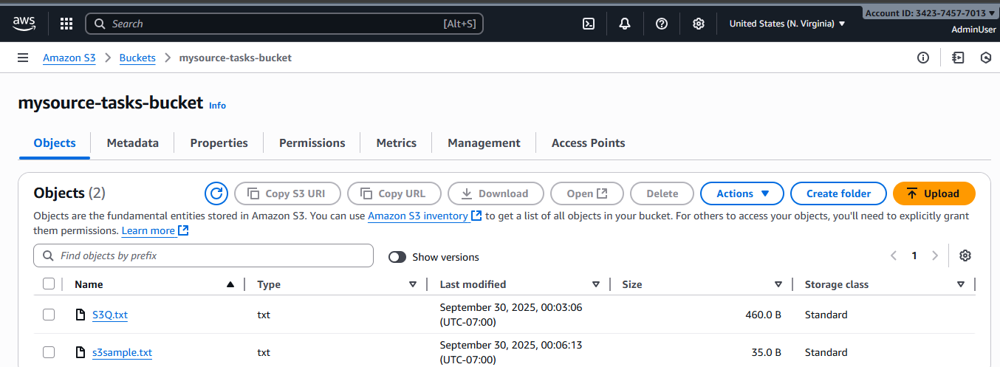 aws
Search
[Alt+S]
United States (N. Virginia)
Account ID: 3423-7457-7013
AdminUser
Amazon S3
Buckets
mysource-tasks-bucket
mysource-tasks-bucket Info
Objects
Metadata
Properties
Permissions
Metrics
Management
Access Points
Objects (2)
Copy S3 URI
Copy URL
Download
Open
Delete
Actions
Create folder
Upload
Objects are the fundamental entities stored in Amazon S3. You can use Amazon S3 inventory to get a list of all objects in your bucket. For others to access your objects, you'll need to explicitly grant
them permissions. Learn more
Find objects by prefix
Show versions
1
Name
Type
Last modified
Size
Storage class
S3Q.txt
txt
September 30, 2025, 00:03:06
(UTC-07:00)
460.0 B
Standard
s3sample.txt
txt
September 30, 2025, 00:06:13
(UTC-07:00)
35.0 B
Standard